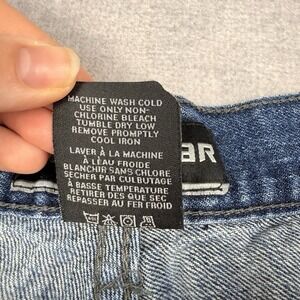 MACHINE WASH COLD
USE ONLY NON-
CHLORINE BLEACH
TUMBLE DRY LOW
REMOVE PROMPTLY
COOL IRON
LAVER À LA MACHINE
À L'EAU FROIDE
BLANCHIR SANS CHLORE
SÉCHER PAR CULBUTAGE
À BASSE TEMPÉRATURE
RETIRER DÈS QUE SEC
REPASSER AU FER FROID
BR